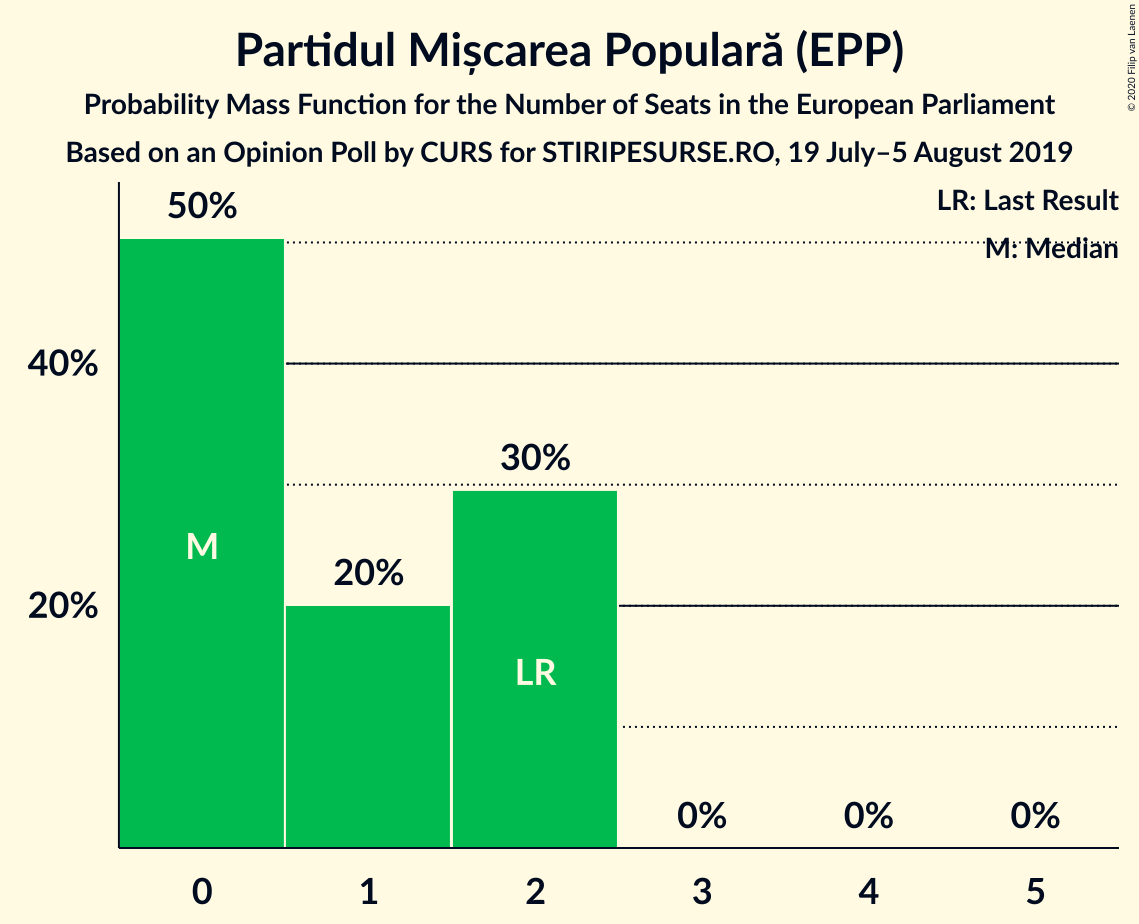 Partidul Mișcarea Populară (EPP)
Probability Mass Function for the Number of Seats in the European Parliament
Based on an Opinion Poll by CURS for STIRIPESURSE.RO, 19 July–5 August 2019
© 2020 Filip van Laenen
LR: Last Result
M: Median
50%
40%
30%
20%
20%
M
LR
0%
0%
0%
0
1
2
3
4
5